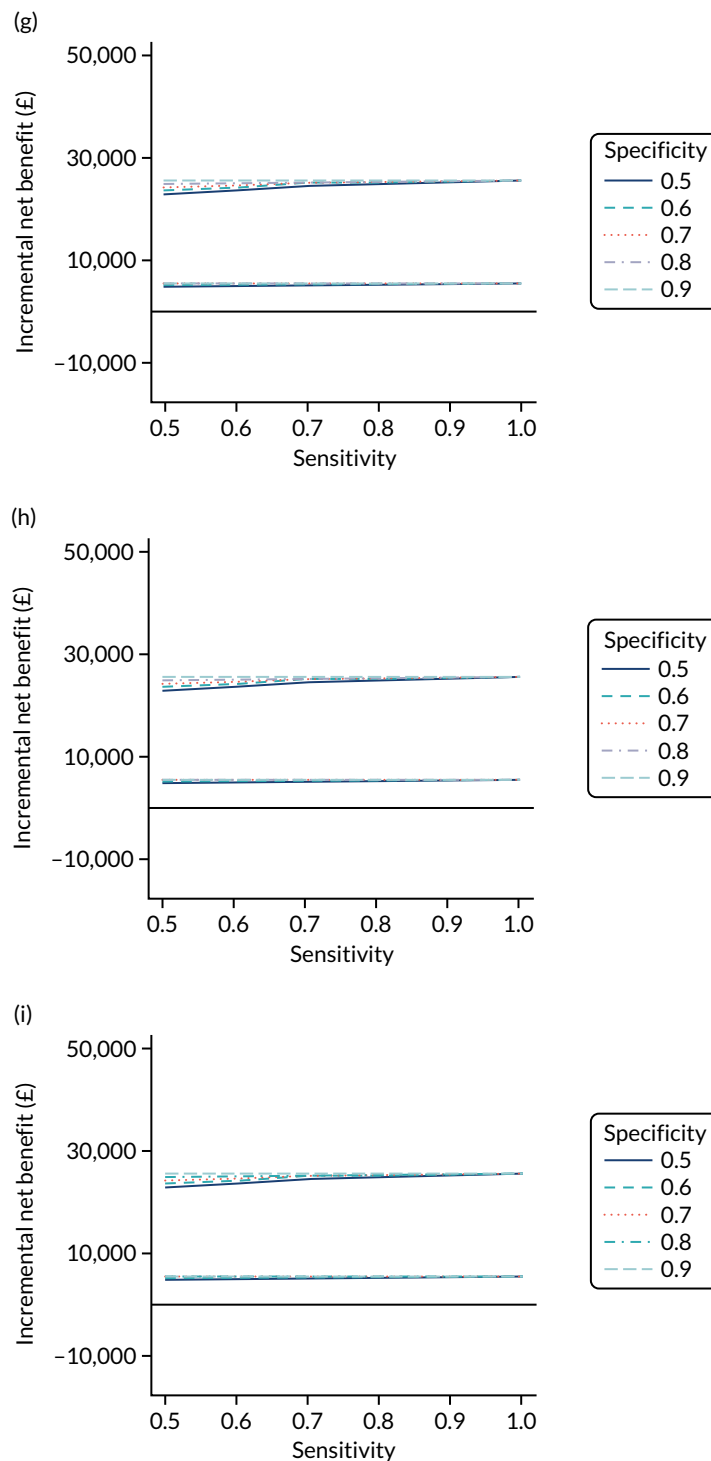 (g)
50,000
30,000
10,000
–10,000
Incremental net benefit (£)
0.5 0.6 0.7 0.8 0.9 1.0
Sensitivity
Specificity
0.5
0.6
0.7
0.8
0.9
(h)
50,000
30,000
10,000
–10,000
Incremental net benefit (£)
0.5 0.6 0.7 0.8 0.9 1.0
Sensitivity
Specificity
0.5
0.6
0.7
0.8
0.9
(i)
50,000
30,000
10,000
–10,000
Incremental net benefit (£)
0.5 0.6 0.7 0.8 0.9 1.0
Sensitivity
Specificity
0.5
0.6
0.7
0.8
0.9